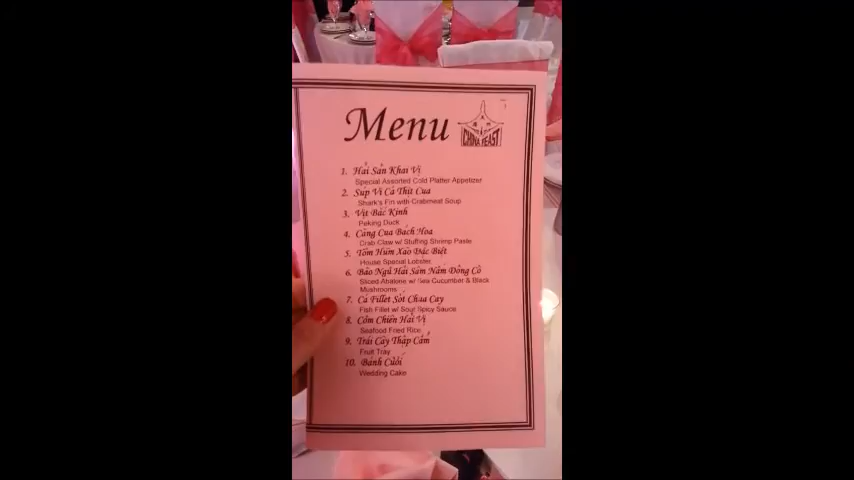 Menu
CHINA FEAST
1. Hải Sản Khai Vị
Special Assorted Cold Platter Appetizer
2. Súp Vi Cá Thịt Cua
Shark's Fin with Crabmeat Soup
3. Vịt Bắc Kinh
Peking Duck
4. Càng Cua Bách Hoa
Crab Claw w/ Stuffing Shrimp Paste
5. Tôm Hùm Xào Đặc Biệt
House Special Lobster
6. Bào Ngư Hải Sâm Nấm Đông Cô
Sliced Abalone w/ Sea Cucumber & Black
Mushrooms
7. Cá Fillet Sốt Chua Cay
Fish Fillet w/ Sour Spicy Sauce
8. Cơm Chiên Hải Vị
Seafood Fried Rice
9. Trái Cây Thập Cẩm
Fruit Tray
10. Bánh Cưới
Wedding Cake